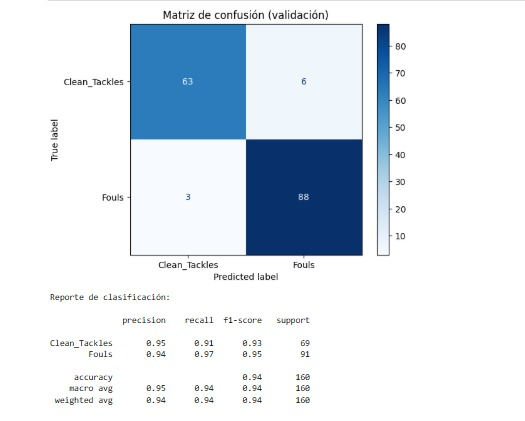 Matriz de confusión (validación)
Clean_Tackles 63 6
Fouls 3 88
True label
Clean_Tackles Fouls
Predicted label
80
70
60
50
40
30
20
10
Reporte de clasificación:
precision recall f1-score support
Clean_Tackles 0.95 0.91 0.93 69
Fouls 0.94 0.97 0.95 91
accuracy 0.94 160
macro avg 0.95 0.94 0.94 160
weighted avg 0.94 0.94 0.94 160